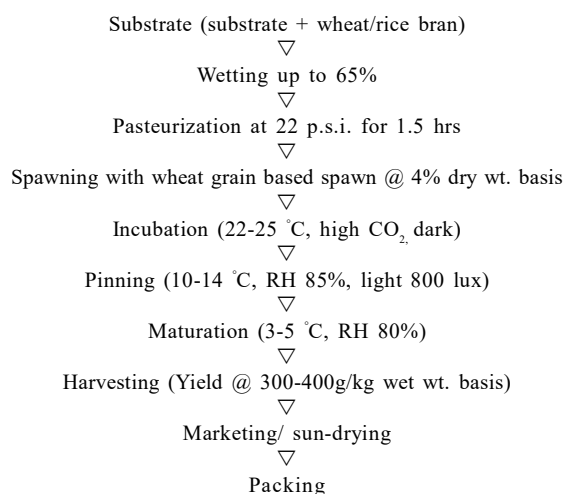 Substrate (substrate + wheat/rice bran)
Wetting up to 65%
Pasteurization at 22 p.s.i. for 1.5 hrs
Spawning with wheat grain based spawn @ 4% dry wt. basis
Incubation (22-25 °C, high CO2, dark)
Pinning (10-14 °C, RH 85%, light 800 lux)
Maturation (3-5 °C, RH 80%)
Harvesting (Yield @ 300-400g/kg wet wt. basis)
Marketing/ sun-drying
Packing